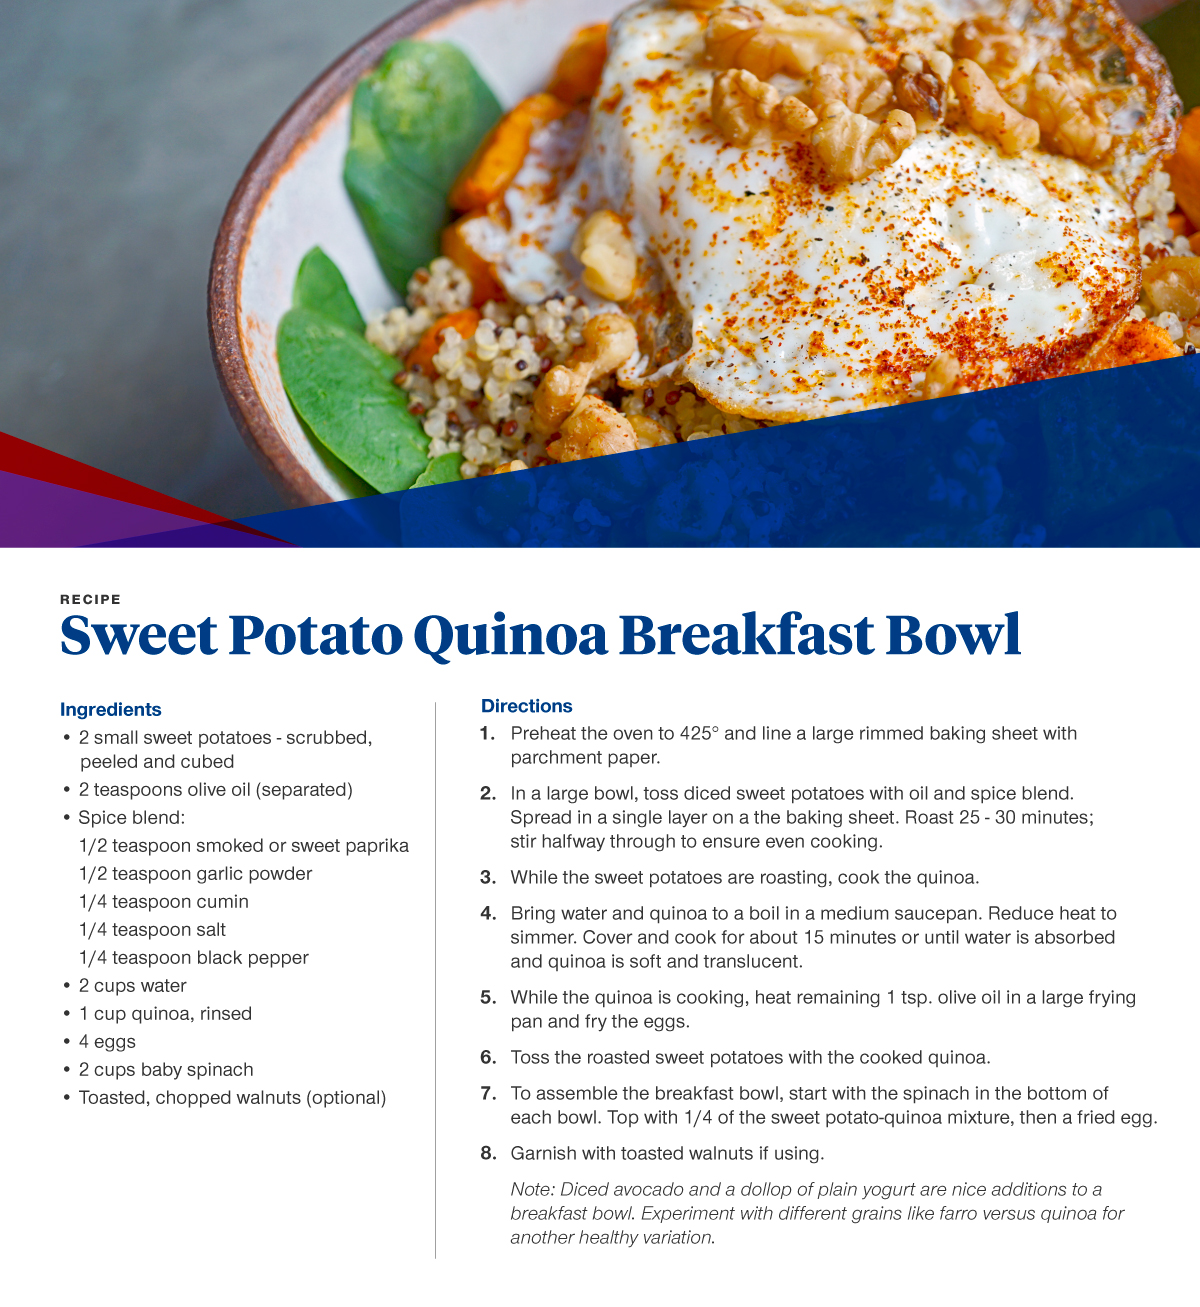 RECIPE
Sweet Potato Quinoa Breakfast Bowl
Ingredients
• 2 small sweet potatoes - scrubbed,
peeled and cubed
• 2 teaspoons olive oil (separated)
• Spice blend:
1/2 teaspoon smoked or sweet paprika
1/2 teaspoon garlic powder
1/4 teaspoon cumin
1/4 teaspoon salt
1/4 teaspoon black pepper
• 2 cups water
• 1 cup quinoa, rinsed
• 4 eggs
• 2 cups baby spinach
• Toasted, chopped walnuts (optional)
Directions
1. Preheat the oven to 425° and line a large rimmed baking sheet with
parchment paper.
2. In a large bowl, toss diced sweet potatoes with oil and spice blend.
Spread in a single layer on a the baking sheet. Roast 25 - 30 minutes;
stir halfway through to ensure even cooking.
3. While the sweet potatoes are roasting, cook the quinoa.
4. Bring water and quinoa to a boil in a medium saucepan. Reduce heat to
simmer. Cover and cook for about 15 minutes or until water is absorbed
and quinoa is soft and translucent.
5. While the quinoa is cooking, heat remaining 1 tsp. olive oil in a large frying
pan and fry the eggs.
6. Toss the roasted sweet potatoes with the cooked quinoa.
7. To assemble the breakfast bowl, start with the spinach in the bottom of
each bowl. Top with 1/4 of the sweet potato-quinoa mixture, then a fried egg.
8. Garnish with toasted walnuts if using.
Note: Diced avocado and a dollop of plain yogurt are nice additions to a
breakfast bowl. Experiment with different grains like farro versus quinoa for
another healthy variation.